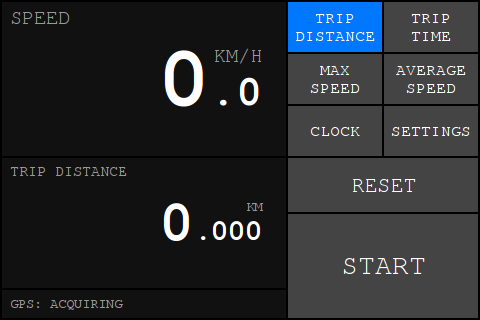 SPEED
KM/H
0.0
TRIP DISTANCE
KM
0.000
GPS: ACQUIRING
TRIP
DISTANCE
TRIP
TIME
MAX
SPEED
AVERAGE
SPEED
CLOCK
SETTINGS
RESET
START